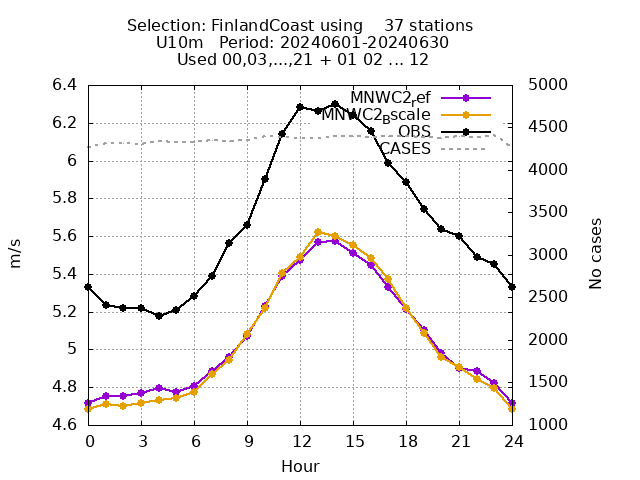 Selection: FinlandCoast using    37 stations
U10m   Period: 20240601-20240630
Used 00,03,...,21 + 01 02 ... 12
MNWC2ref
MNWC2Bscale
OBS
CASES
6.4
6.2
6
5.8
5.6
5.4
5.2
5
4.8
4.6
5000
4500
4000
3500
3000
2500
2000
1500
1000
m/s
No cases
0 3 6 9 12 15 18 21 24
Hour